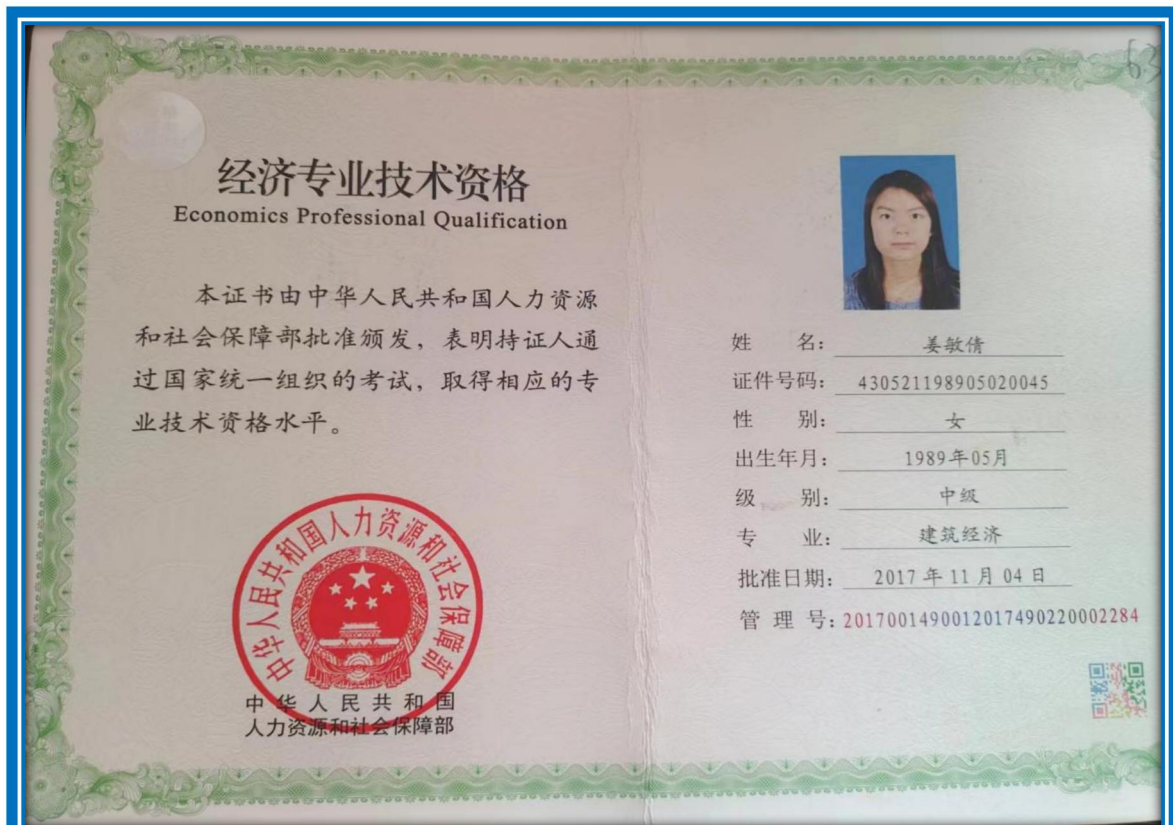 63
经济专业技术资格
Economics Professional Qualification
本证书由中华人民共和国人力资源
和社会保障部批准颁发，表明持证人通
过国家统一组织的考试，取得相应的专
业技术资格水平。
中华人民共和国人力资源和社会保障部
中华人民共和国
人力资源和社会保障部
姓 名： 姜敏倩
证件号码： 430521198905020045
性 别： 女
出生年月： 1989年05月
级 别： 中级
专 业： 建筑经济
批准日期： 2017 年 11 月 04 日
管 理 号：2017001490012017490220002284